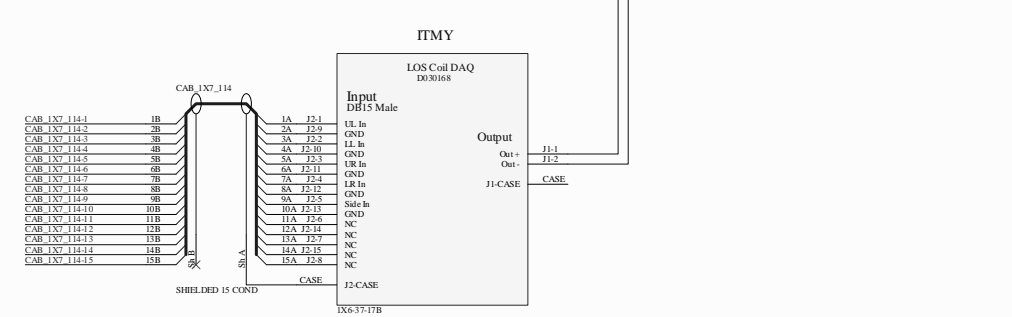 ITMY
LOS Coil DAQ
D030168
CAB_1X7_114
Input
DB15 Male
CAB_1X7_114-1 1B 1A J2-1 UL In
CAB_1X7_114-2 2B 2A J2-9 GND
CAB_1X7_114-3 3B 3A J2-2 LL In
Output
CAB_1X7_114-4 4B 4A J2-10 GND Out+ J1-1
CAB_1X7_114-5 5B 5A J2-3 UR In Out- J1-2
CAB_1X7_114-6 6B 6A J2-11 GND
CAB_1X7_114-7 7B 7A J2-4 LR In J1-CASE CASE
CAB_1X7_114-8 8B 8A J2-12 GND
CAB_1X7_114-9 9B 9A J2-5 Side In
CAB_1X7_114-10 10B 10A J2-13 GND
CAB_1X7_114-11 11B 11A J2-6 NC
CAB_1X7_114-12 12B 12A J2-14 NC
CAB_1X7_114-13 13B 13A J2-7 NC
CAB_1X7_114-14 14B 14A J2-15 NC
CAB_1X7_114-15 15B 15A J2-8 NC
Sh B
Sh A
CASE J2-CASE
SHIELDED 15 COND
1X6-37-17B